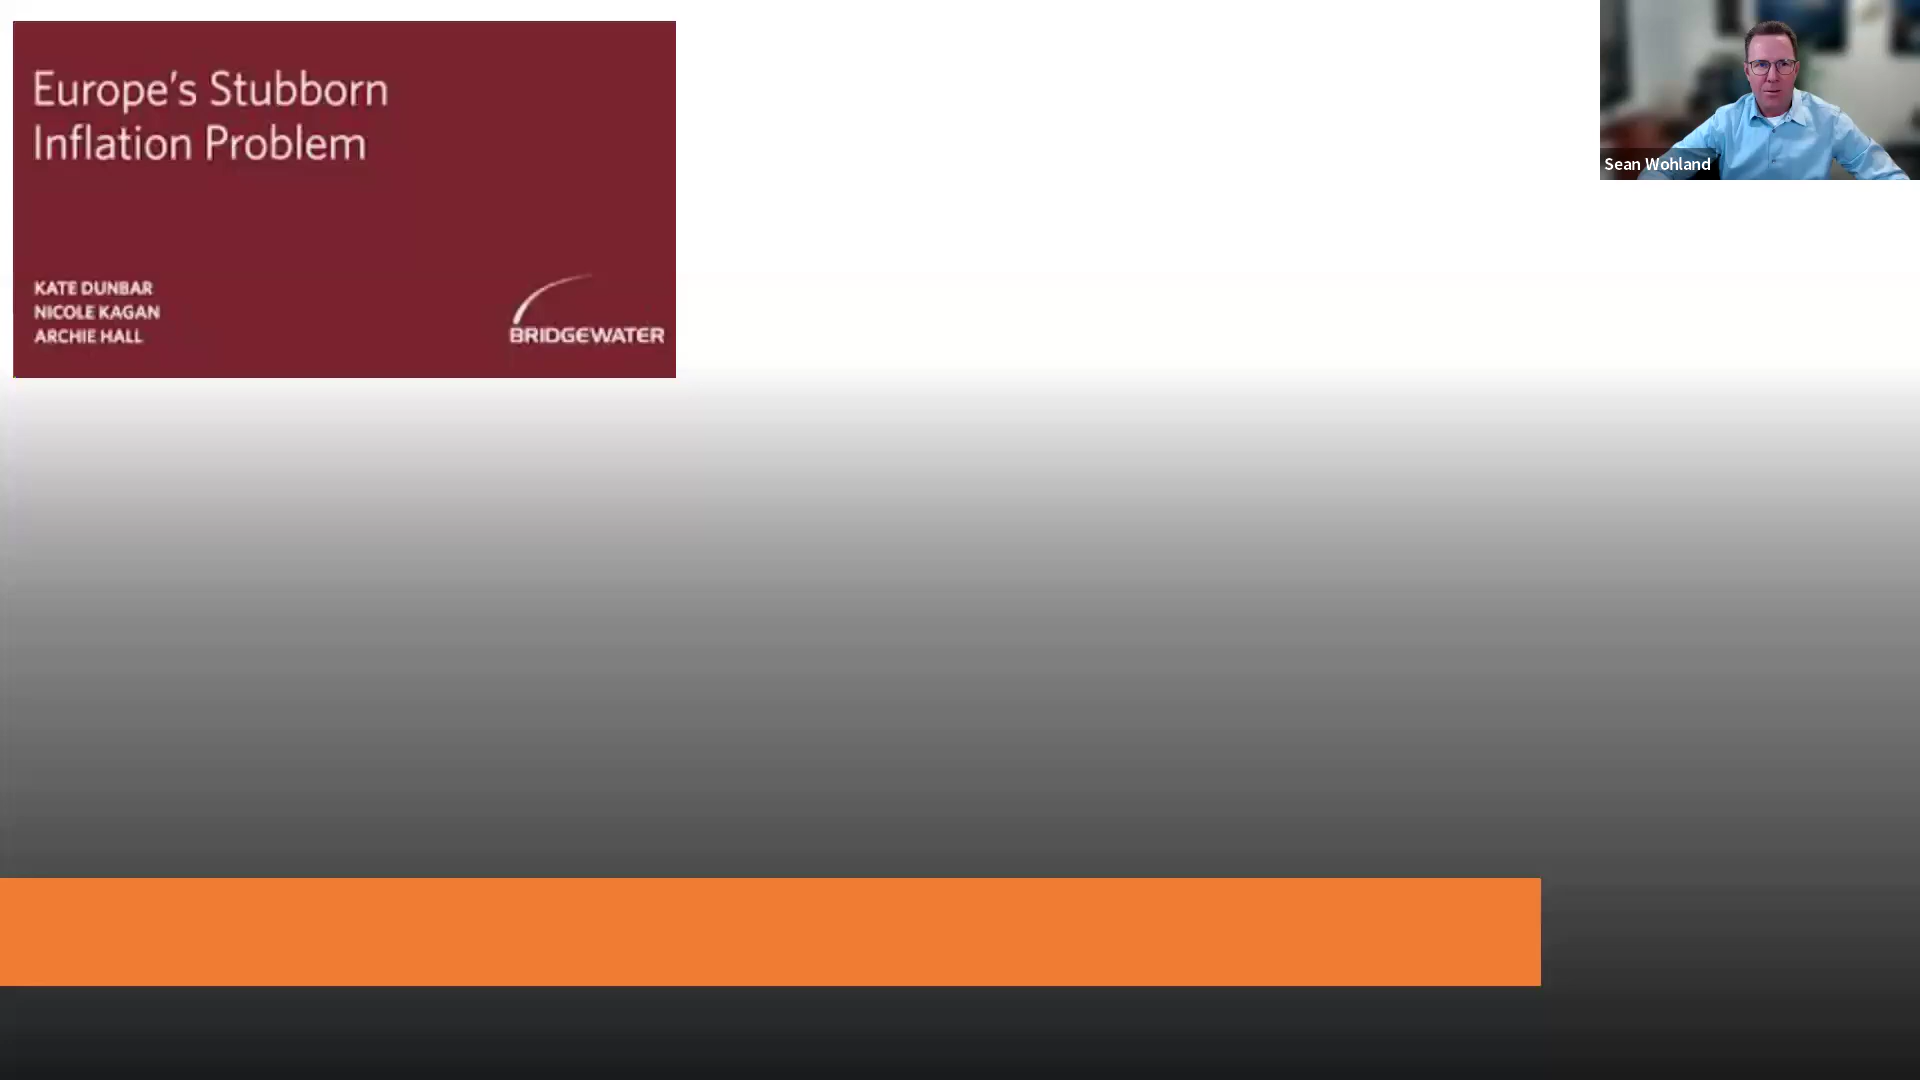 Europe's Stubborn
Inflation Problem
KATE DUNBAR
NICOLE KAGAN
ARCHIE HALL
BRIDGEWATER
Sean Wohland